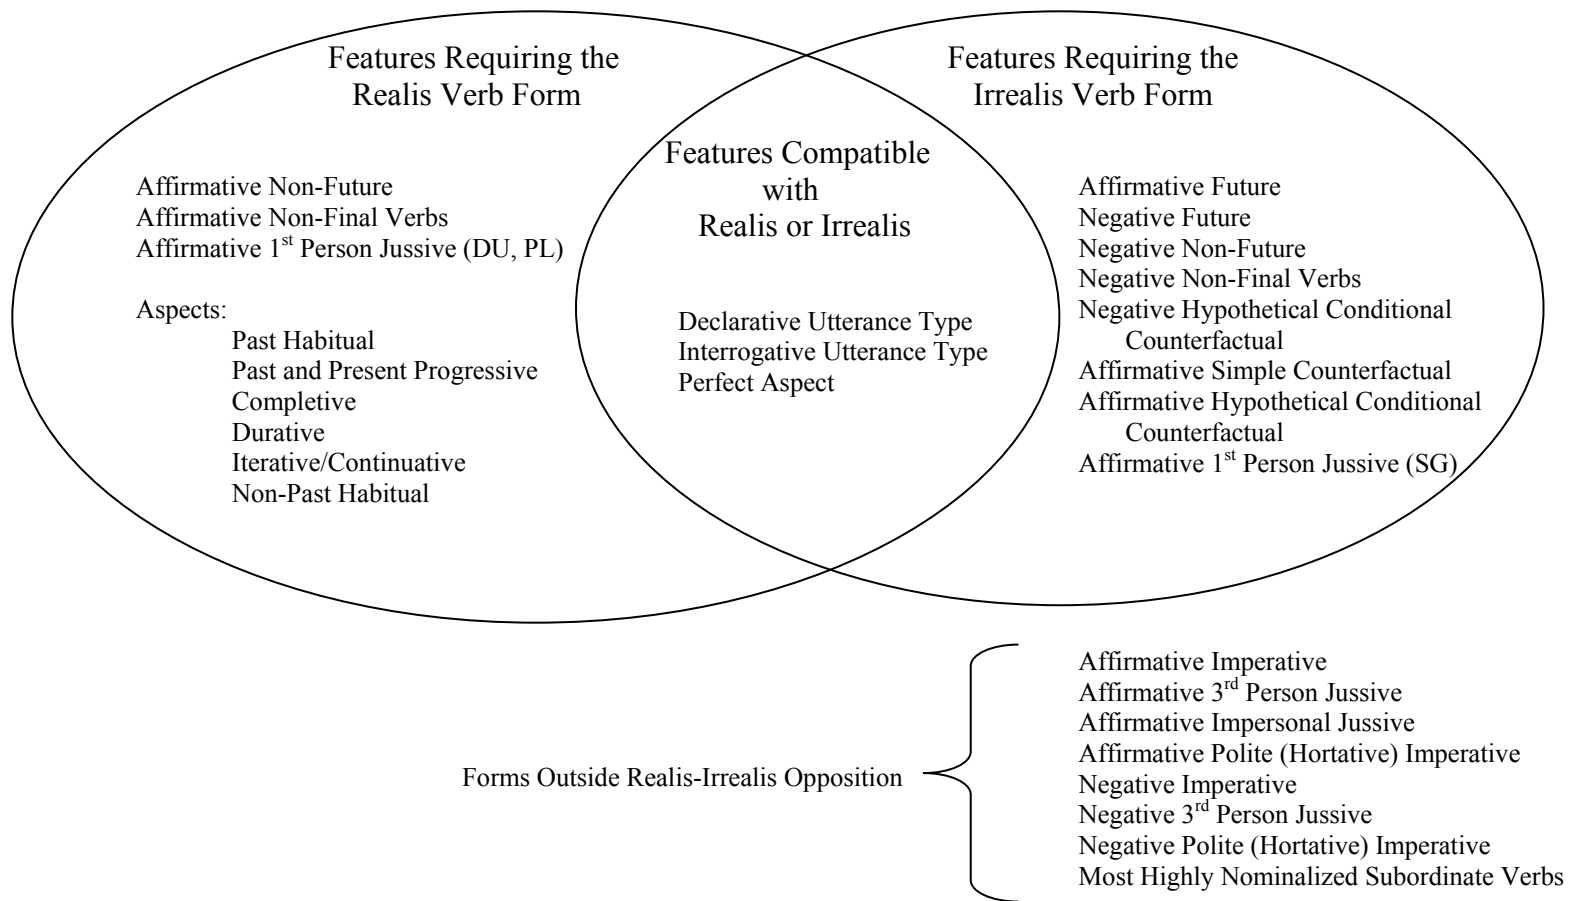 Features Requiring the
Realis Verb Form
Affirmative Non-Future
Affirmative Non-Final Verbs
Affirmative 1st Person Jussive (DU, PL)
Aspects:
Past Habitual
Past and Present Progressive
Completive
Durative
Iterative/Continuative
Non-Past Habitual
Features Compatible
with
Realis or Irrealis
Declarative Utterance Type
Interrogative Utterance Type
Perfect Aspect
Features Requiring the
Irrealis Verb Form
Affirmative Future
Negative Future
Negative Non-Future
Negative Non-Final Verbs
Negative Hypothetical Conditional
Counterfactual
Affirmative Simple Counterfactual
Affirmative Hypothetical Conditional
Counterfactual
Affirmative 1st Person Jussive (SG)
Forms Outside Realis-Irrealis Opposition
Affirmative Imperative
Affirmative 3rd Person Jussive
Affirmative Impersonal Jussive
Affirmative Polite (Hortative) Imperative
Negative Imperative
Negative 3rd Person Jussive
Negative Polite (Hortative) Imperative
Most Highly Nominalized Subordinate Verbs